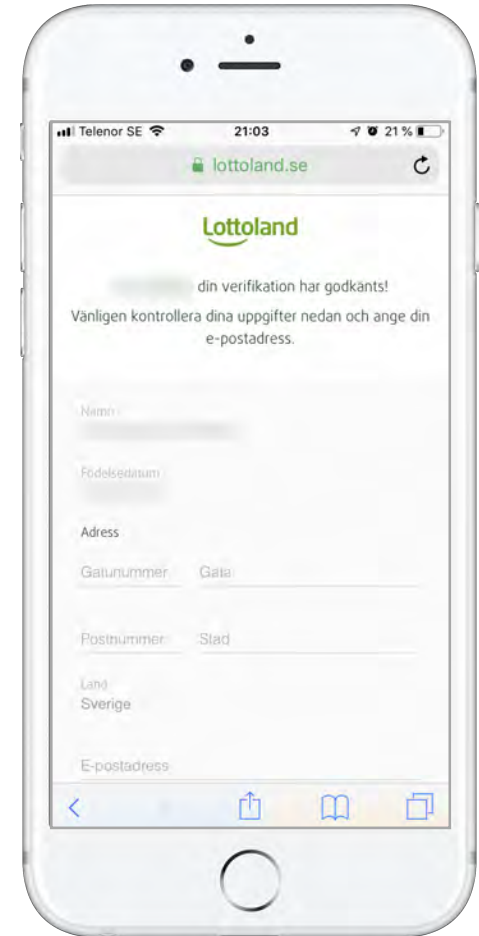 Telenor SE 21:03 21 %
lottoland.se
Lottoland
din verifikation har godkänts!
Vänligen kontrollera dina uppgifter nedan och ange din
e-postadress.
Namn
Födelsedatum
Adress
Gatunummer Gata
Postnummer Stad
Land
Sverige
E-postadress